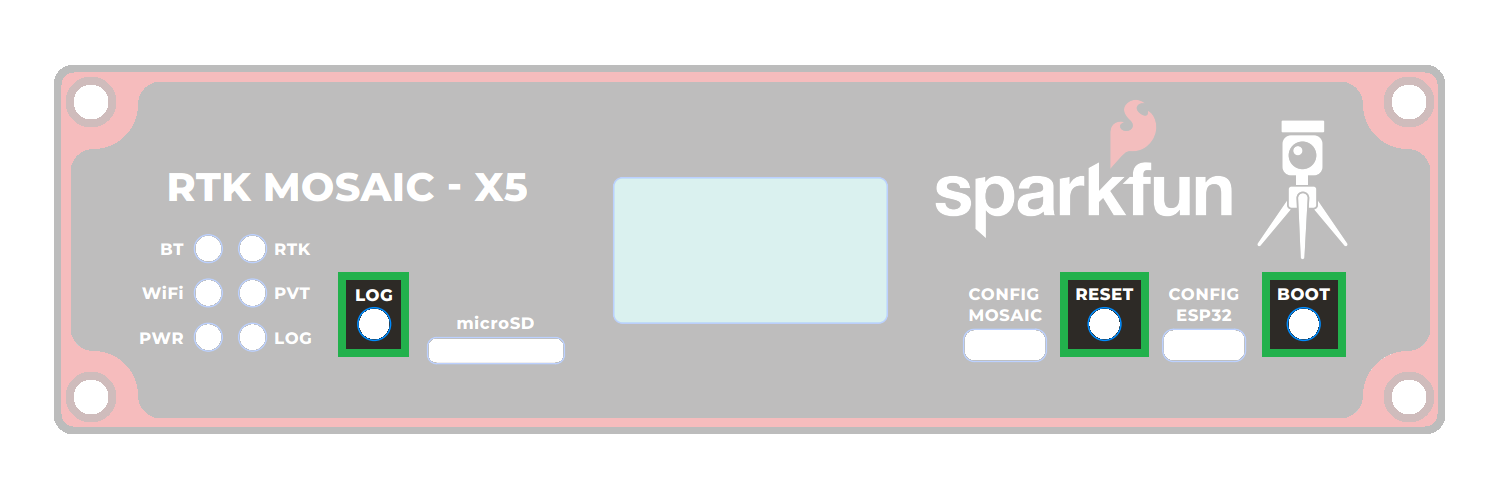 RTK MOSAIC - X5
sparkfun
BT
RTK
WiFi
PVT
PWR
LOG
LOG
microSD
CONFIG
MOSAIC
RESET
CONFIG
ESP32
BOOT